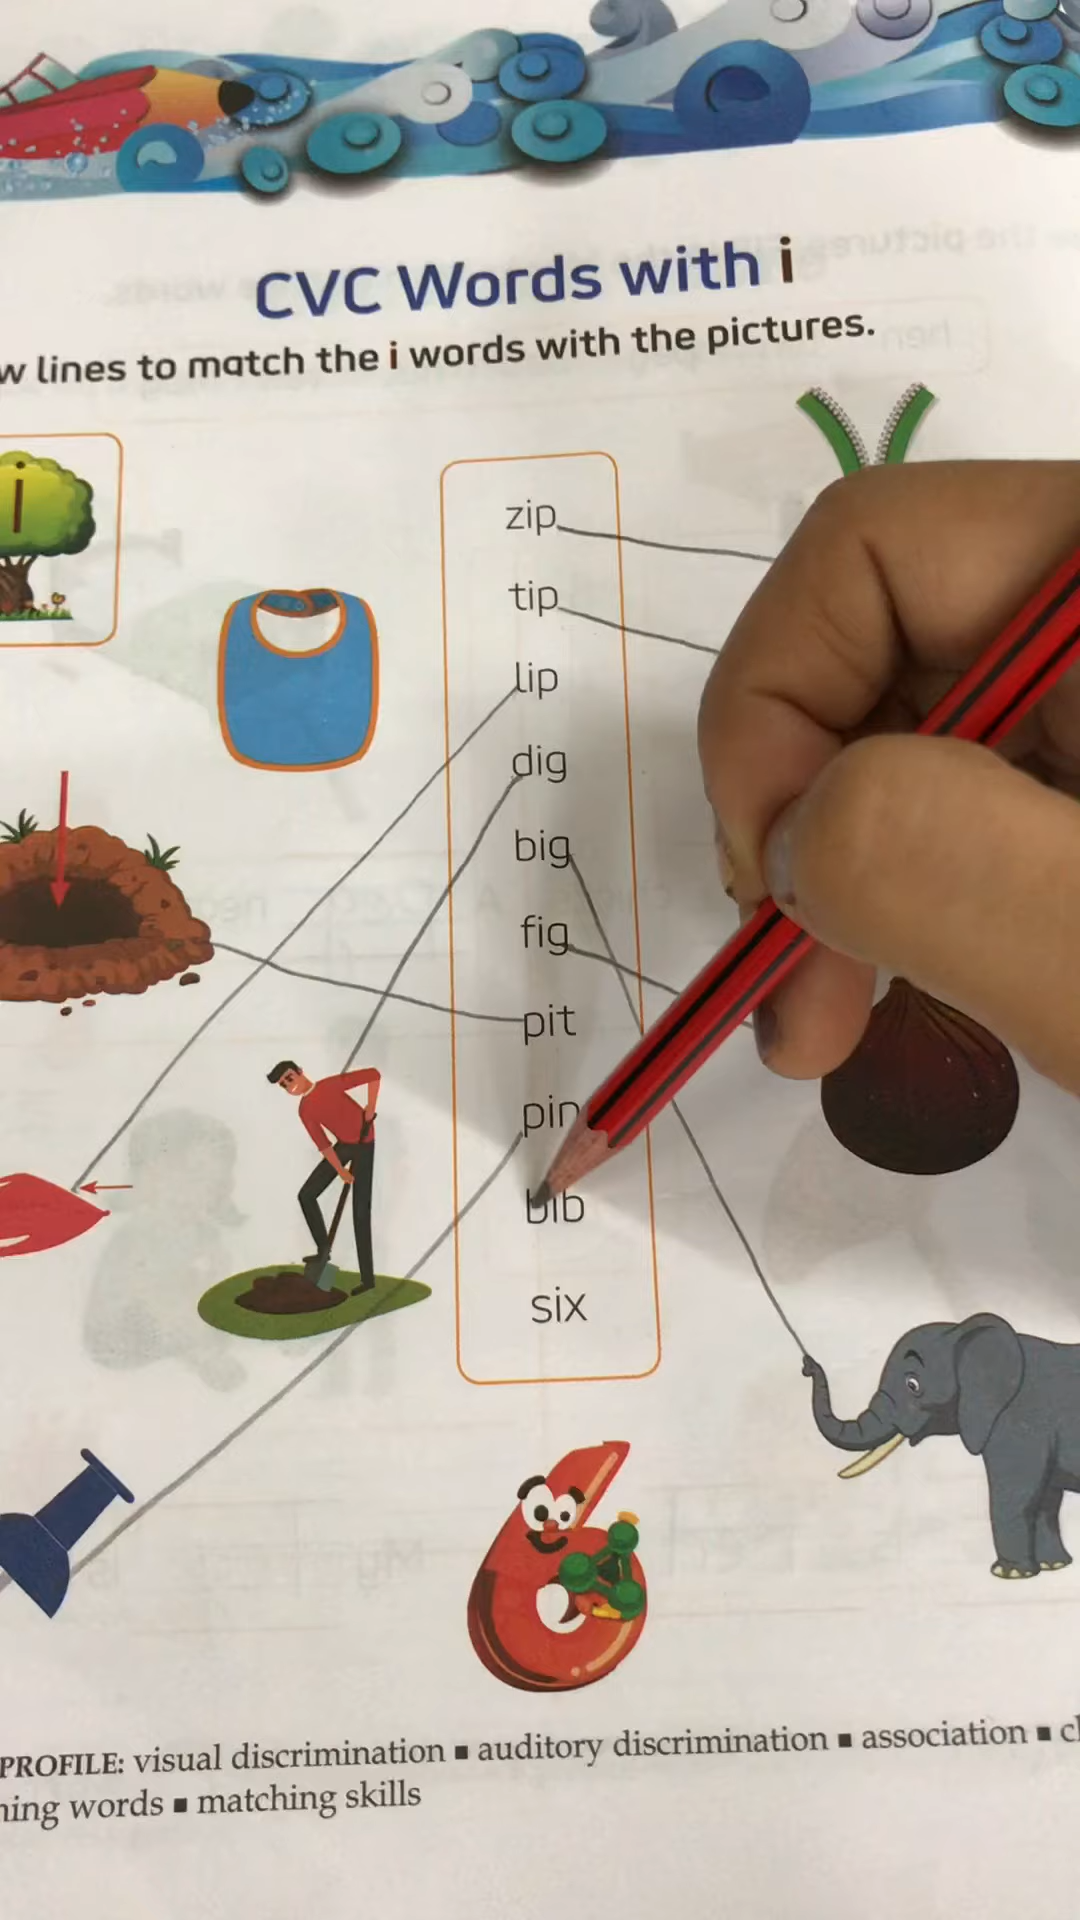 CVC Words with i
w lines to match the i words with the pictures.
i
zip
tip
lip
dig
big
fig
pit
pin
bib
six
PROFILE: visual discrimination ▪ auditory discrimination ▪ association ▪
ning words ▪ matching skills